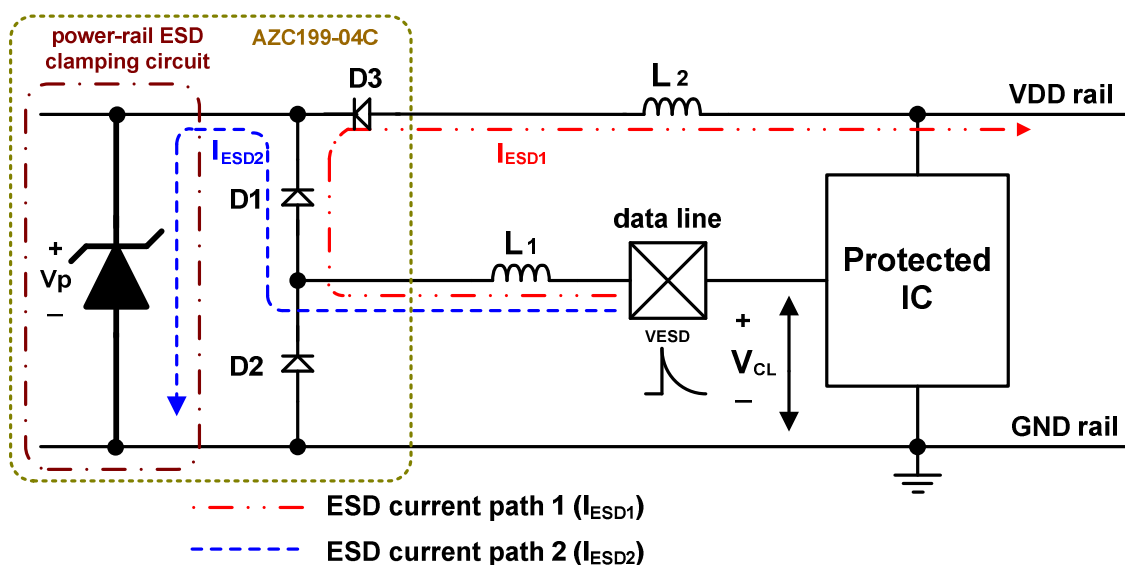 power-rail ESD
clamping circuit
AZC199-04C
D3
L2
VDD rail
IESD2
IESD1
D1
data line
L1
+
Vp
–
Protected
IC
D2
VESD
+
VCL
–
GND rail
ESD current path 1 (IESD1)
ESD current path 2 (IESD2)